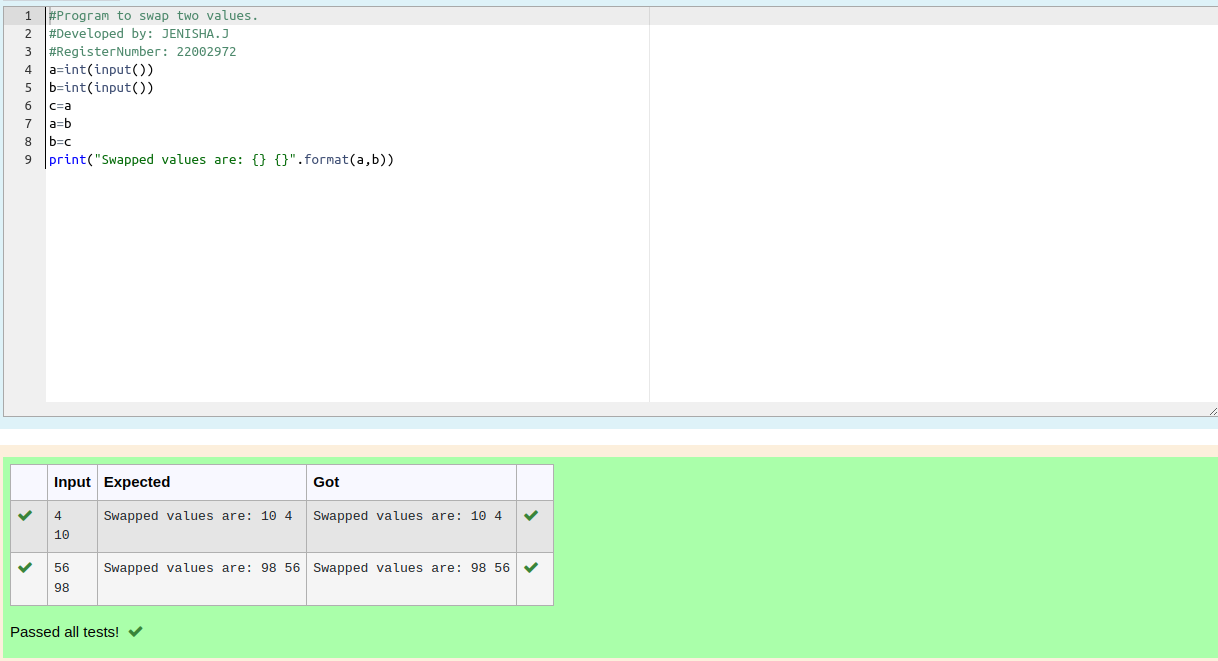 1 #Program to swap two values.
2 #Developed by: JENISHA.J
3 #RegisterNumber: 22002972
4 a=int(input())
5 b=int(input())
6 c=a
7 a=b
8 b=c
9 print("Swapped values are: {} {}".format(a,b))
Input Expected Got
4 Swapped values are: 10 4 Swapped values are: 10 4
10
56 Swapped values are: 98 56 Swapped values are: 98 56
98
Passed all tests!